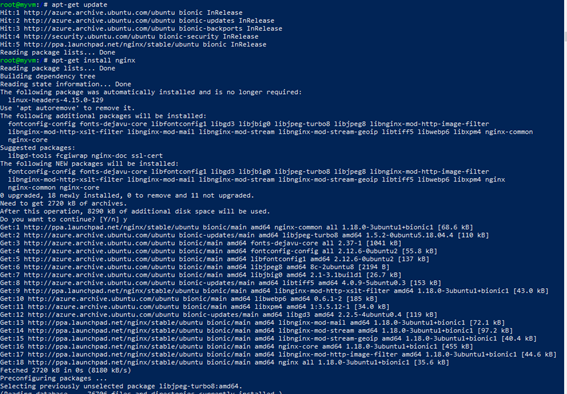 root@myvm: # apt-get update
Hit:1 http://azure.archive.ubuntu.com/ubuntu bionic InRelease
Hit:2 http://azure.archive.ubuntu.com/ubuntu bionic-updates InRelease
Hit:3 http://azure.archive.ubuntu.com/ubuntu bionic-backports InRelease
Hit:4 http://security.ubuntu.com/ubuntu bionic-security InRelease
Hit:5 http://ppa.launchpad.net/nginx/stable/ubuntu bionic InRelease
Reading package lists... Done
root@myvm: # apt-get install nginx
Reading package lists... Done
Building dependency tree
Reading state information... Done
The following package was automatically installed and is no longer required:
linux-headers-4.15.0-129
Use 'apt autoremove' to remove it.
The following additional packages will be installed:
fontconfig-config fonts-dejavu-core libfontconfig1 libgd3 libjbig0 libjpeg-turbo8 libjpeg8 libnginx-mod-http-image-filter
libnginx-mod-http-xslt-filter libnginx-mod-mail libnginx-mod-stream libnginx-mod-stream-geoip libtiff5 libwebp6 libxpm4 nginx-common
nginx-core
Suggested packages:
libgd-tools fcgiwrap nginx-doc ssl-cert
The following NEW packages will be installed:
fontconfig-config fonts-dejavu-core libfontconfig1 libgd3 libjbig0 libjpeg-turbo8 libjpeg8 libnginx-mod-http-image-filter
libnginx-mod-http-xslt-filter libnginx-mod-mail libnginx-mod-stream libnginx-mod-stream-geoip libtiff5 libwebp6 libxpm4 nginx
nginx-common nginx-core
0 upgraded, 18 newly installed, 0 to remove and 11 not upgraded.
Need to get 2720 kB of archives.
After this operation, 8290 kB of additional disk space will be used.
Do you want to continue? [Y/n] y
Get:1 http://ppa.launchpad.net/nginx/stable/ubuntu bionic/main amd64 nginx-common all 1.18.0-3ubuntu1+bionic1 [68.6 kB]
Get:2 http://azure.archive.ubuntu.com/ubuntu bionic-updates/main amd64 libjpeg-turbo8 amd64 1.5.2-0ubuntu5.18.04.4 [110 kB]
Get:3 http://azure.archive.ubuntu.com/ubuntu bionic/main amd64 fonts-dejavu-core all 2.37-1 [1041 kB]
Get:4 http://azure.archive.ubuntu.com/ubuntu bionic/main amd64 fontconfig-config all 2.12.6-0ubuntu2 [55.8 kB]
Get:5 http://azure.archive.ubuntu.com/ubuntu bionic/main amd64 libfontconfig1 amd64 2.12.6-0ubuntu2 [137 kB]
Get:6 http://azure.archive.ubuntu.com/ubuntu bionic/main amd64 libjpeg8 amd64 8c-2ubuntu8 [2194 B]
Get:7 http://azure.archive.ubuntu.com/ubuntu bionic/main amd64 libjbig0 amd64 2.1-3.1build1 [26.7 kB]
Get:8 http://azure.archive.ubuntu.com/ubuntu bionic-updates/main amd64 libtiff5 amd64 4.0.9-5ubuntu0.3 [153 kB]
Get:9 http://ppa.launchpad.net/nginx/stable/ubuntu bionic/main amd64 libnginx-mod-http-xslt-filter amd64 1.18.0-3ubuntu1+bionic1 [43.0 kB]
Get:10 http://azure.archive.ubuntu.com/ubuntu bionic/main amd64 libwebp6 amd64 0.6.1-2 [185 kB]
Get:11 http://azure.archive.ubuntu.com/ubuntu bionic/main amd64 libxpm4 amd64 1:3.5.12-1 [34.0 kB]
Get:12 http://azure.archive.ubuntu.com/ubuntu bionic-updates/main amd64 libgd3 amd64 2.2.5-4ubuntu0.4 [119 kB]
Get:13 http://ppa.launchpad.net/nginx/stable/ubuntu bionic/main amd64 libnginx-mod-mail amd64 1.18.0-3ubuntu1+bionic1 [72.1 kB]
Get:14 http://ppa.launchpad.net/nginx/stable/ubuntu bionic/main amd64 libnginx-mod-stream amd64 1.18.0-3ubuntu1+bionic1 [97.2 kB]
Get:15 http://ppa.launchpad.net/nginx/stable/ubuntu bionic/main amd64 libnginx-mod-stream-geoip amd64 1.18.0-3ubuntu1+bionic1 [40.4 kB]
Get:16 http://ppa.launchpad.net/nginx/stable/ubuntu bionic/main amd64 nginx-core amd64 1.18.0-3ubuntu1+bionic1 [455 kB]
Get:17 http://ppa.launchpad.net/nginx/stable/ubuntu bionic/main amd64 libnginx-mod-http-image-filter amd64 1.18.0-3ubuntu1+bionic1 [44.6 kB]
Get:18 http://ppa.launchpad.net/nginx/stable/ubuntu bionic/main amd64 nginx all 1.18.0-3ubuntu1+bionic1 [35.6 kB]
Fetched 2720 kB in 0s (8180 kB/s)
Preconfiguring packages ...
Selecting previously unselected package libjpeg-turbo8:amd64.
(Reading database ... 76706 files and directories currently installed.)